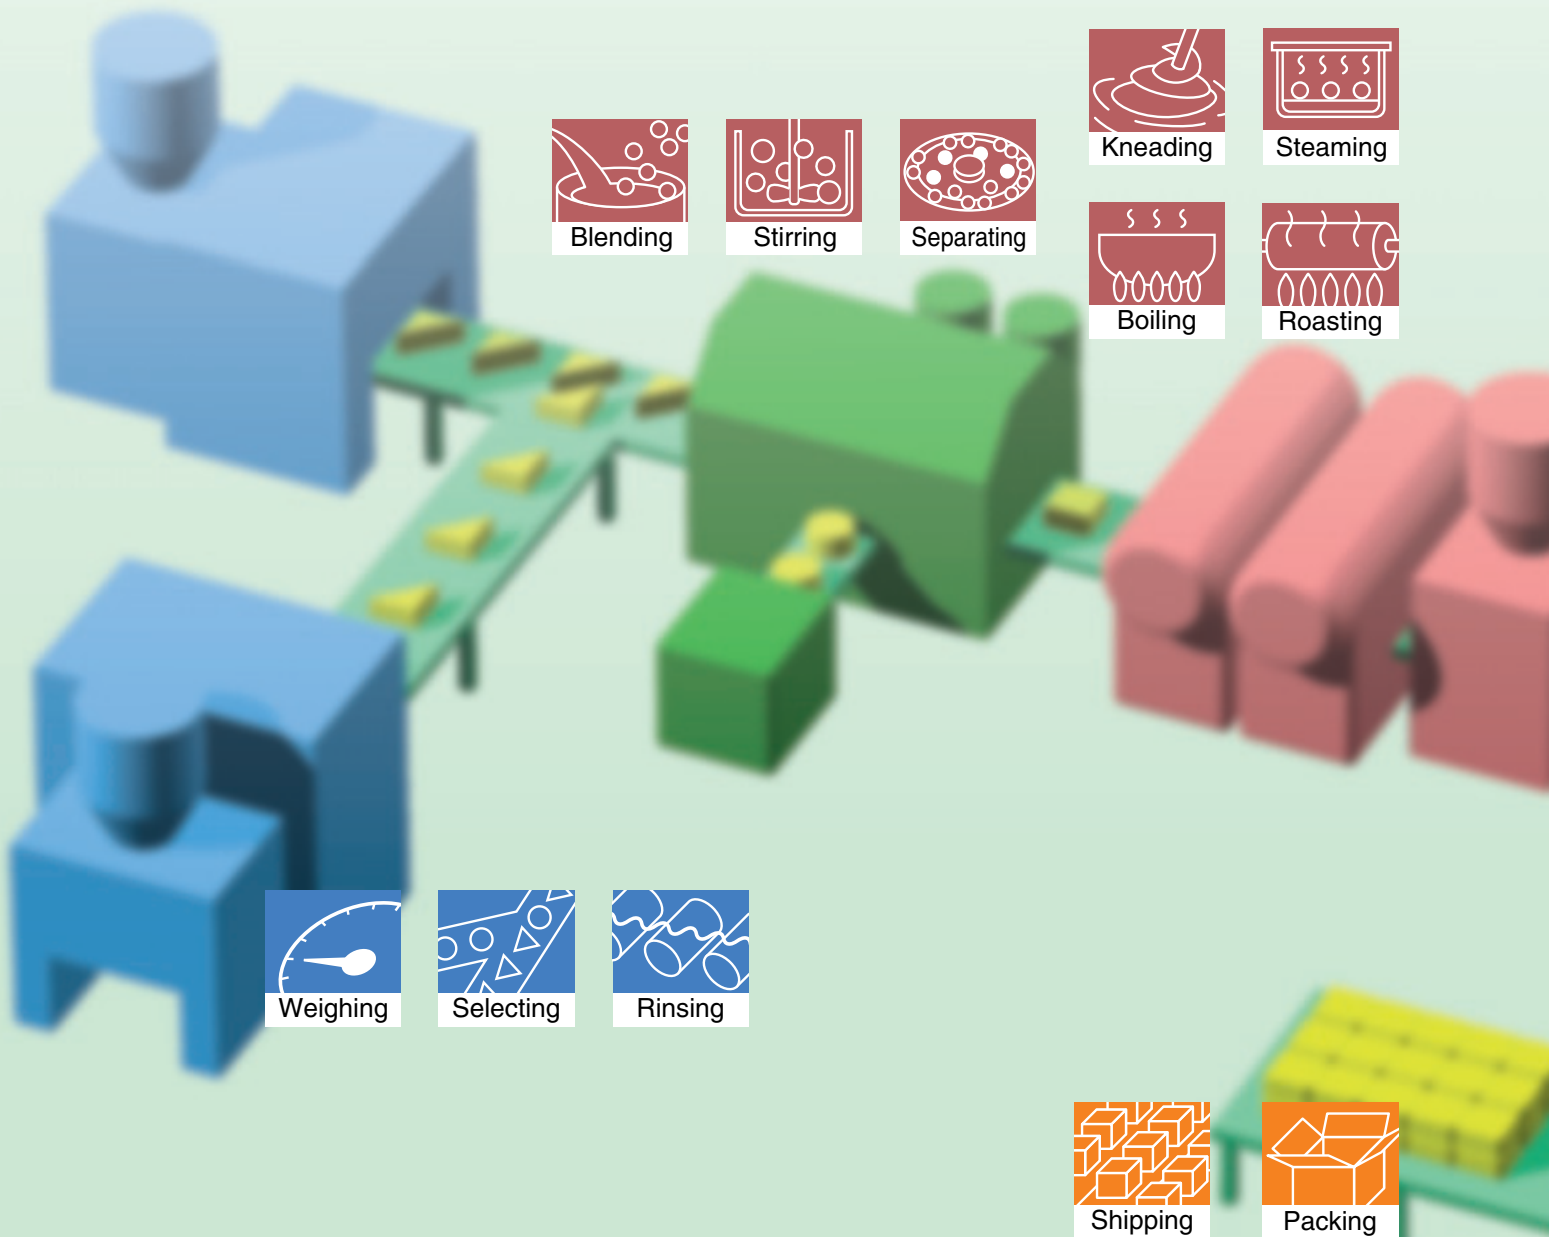 Kneading
Steaming
Blending
Stirring
Separating
Boiling
Roasting
Weighing
Selecting
Rinsing
Shipping
Packing